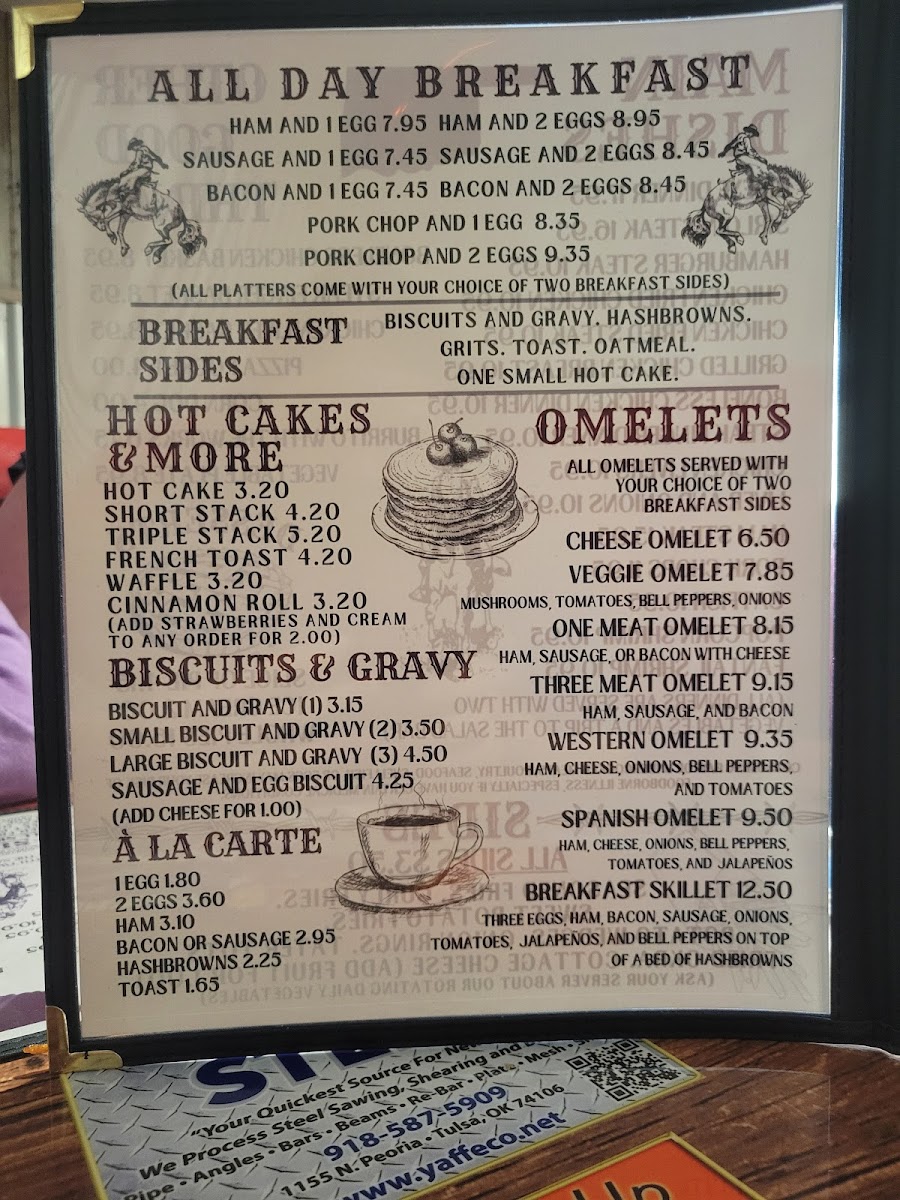 ALL DAY BREAKFAST
HAM AND 1 EGG 7.95 HAM AND 2 EGGS 8.95
SAUSAGE AND 1 EGG 7.45 SAUSAGE AND 2 EGGS 8.45
BACON AND 1 EGG 7.45 BACON AND 2 EGGS 8.45
PORK CHOP AND 1 EGG 8.35
PORK CHOP AND 2 EGGS 9.35
(ALL PLATTERS COME WITH YOUR CHOICE OF TWO BREAKFAST SIDES)
BREAKFAST
SIDES
BISCUITS AND GRAVY. HASHBROWNS.
GRITS. TOAST. OATMEAL.
ONE SMALL HOT CAKE.
HOT CAKES
& MORE
HOT CAKE 3.20
SHORT STACK 4.20
TRIPLE STACK 5.20
FRENCH TOAST 4.20
WAFFLE 3.20
CINNAMON ROLL 3.20
(ADD STRAWBERRIES AND CREAM
TO ANY ORDER FOR 2.00)
BISCUITS & GRAVY
BISCUIT AND GRAVY (1) 3.15
SMALL BISCUIT AND GRAVY (2) 3.50
LARGE BISCUIT AND GRAVY (3) 4.50
SAUSAGE AND EGG BISCUIT 4.25
(ADD CHEESE FOR 1.00)
À LA CARTE
1 EGG 1.80
2 EGGS 3.60
HAM 3.10
BACON OR SAUSAGE 2.95
HASHBROWNS 2.25
TOAST 1.65
OMELETS
ALL OMELETS SERVED WITH
YOUR CHOICE OF TWO
BREAKFAST SIDES
CHEESE OMELET 6.50
VEGGIE OMELET 7.85
MUSHROOMS, TOMATOES, BELL PEPPERS, ONIONS
ONE MEAT OMELET 8.15
HAM, SAUSAGE, OR BACON WITH CHEESE
THREE MEAT OMELET 9.15
HAM, SAUSAGE, AND BACON
WESTERN OMELET 9.35
HAM, CHEESE, ONIONS, BELL PEPPERS,
AND TOMATOES
SPANISH OMELET 9.50
HAM, CHEESE, ONIONS, BELL PEPPERS,
TOMATOES, AND JALAPEÑOS
BREAKFAST SKILLET 12.50
THREE EGGS, HAM, BACON, SAUSAGE, ONIONS,
TOMATOES, JALAPEÑOS, AND BELL PEPPERS ON TOP
OF A BED OF HASHBROWNS
"Your Quickest Source For
We Process Steel Sawing, Shearing and
Pipe • Angles • Bars • Beams • Re-Bar • Plate • Mesh •
918-587-5909
1155 N. Peoria • Tulsa, OK 74106
www.yaffeco.net
Up